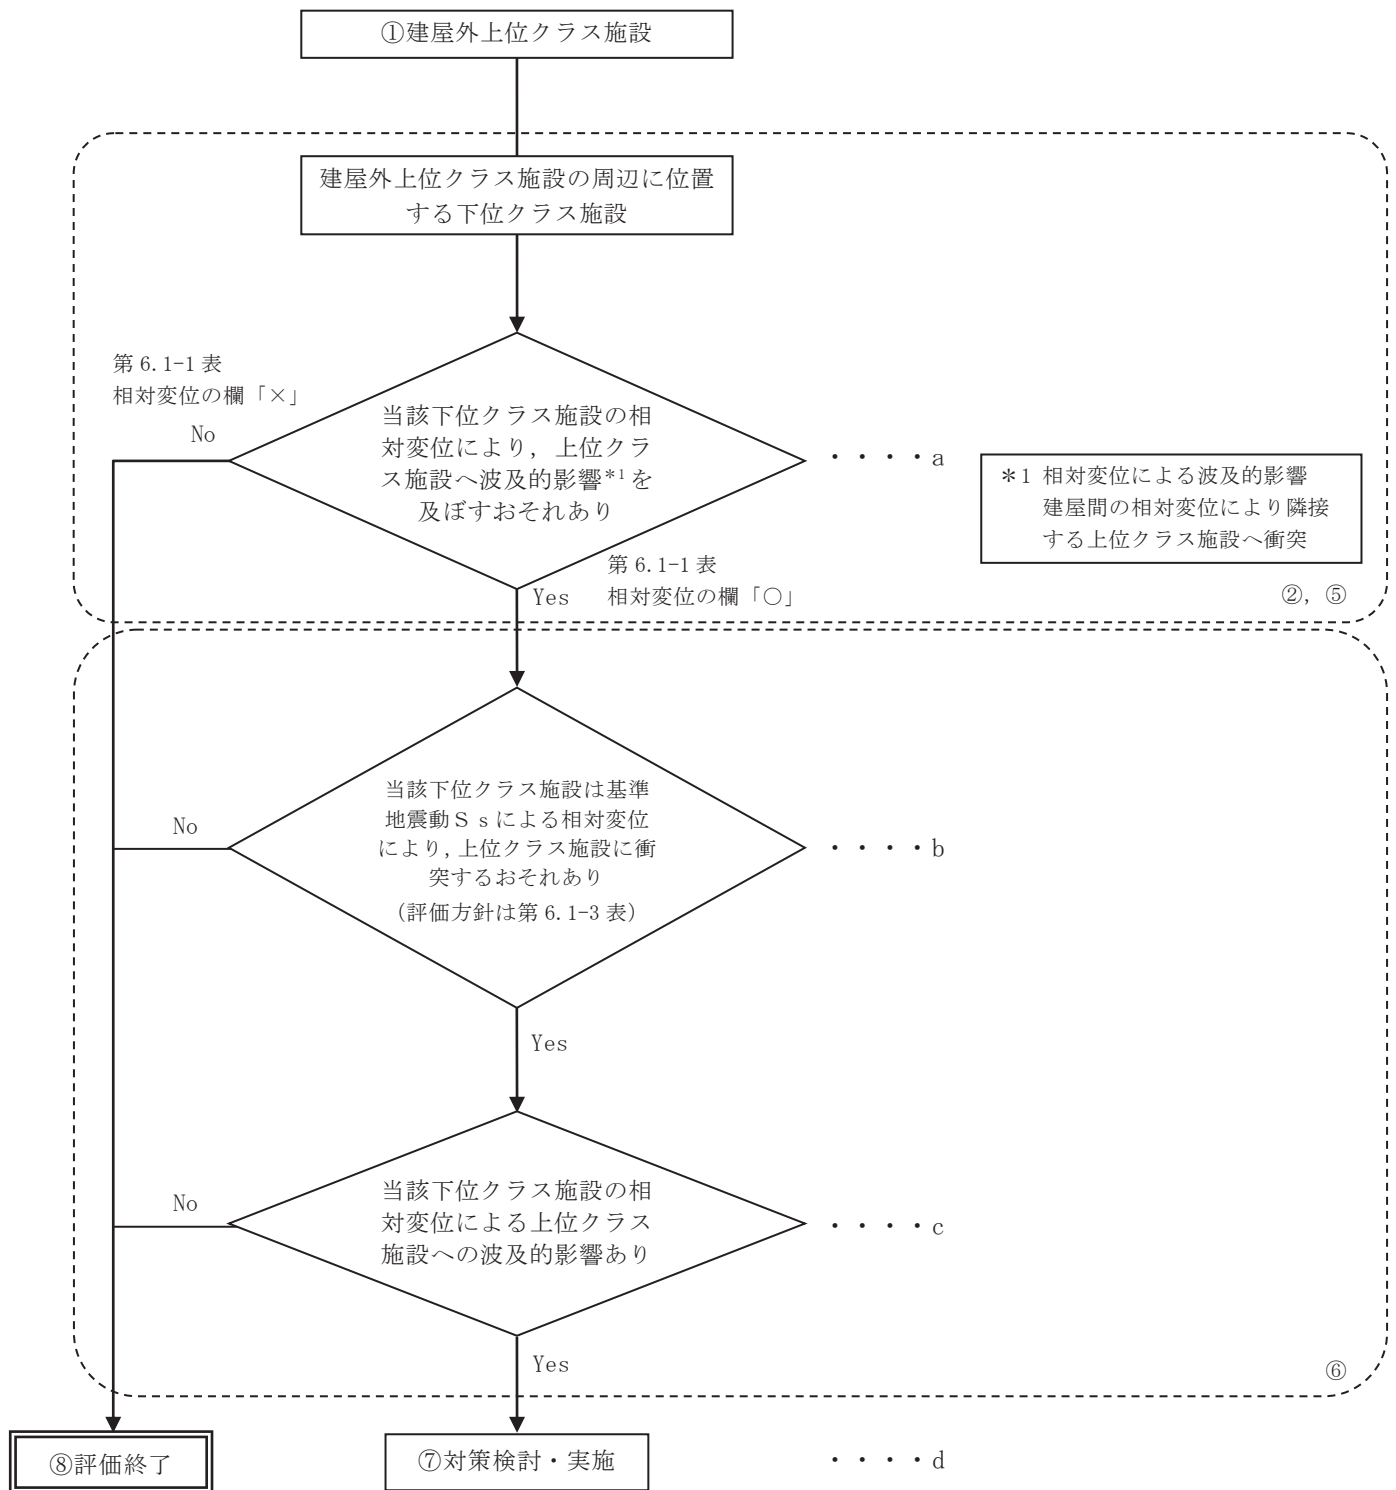 ①建屋外上位クラス施設
建屋外上位クラス施設の周辺に位置
する下位クラス施設
第 6.1-1 表
相対変位の欄「×」
No
当該下位クラス施設の相
対変位により，上位クラ
ス施設へ波及的影響*1を
及ぼすおそれあり
・・・・a
＊1 相対変位による波及的影響
建屋間の相対変位により隣接
する上位クラス施設へ衝突
第 6.1-1 表
Yes 相対変位の欄「○」
②, ⑤
当該下位クラス施設は基準
地震動Ｓｓによる相対変位
により,上位クラス施設に衝
突するおそれあり
（評価方針は第 6.1-3 表）
No
・・・・b
Yes
当該下位クラス施設の相
対変位による上位クラス
施設への波及的影響あり
No
・・・・c
Yes
⑥
⑧評価終了
⑦対策検討・実施
・・・・d